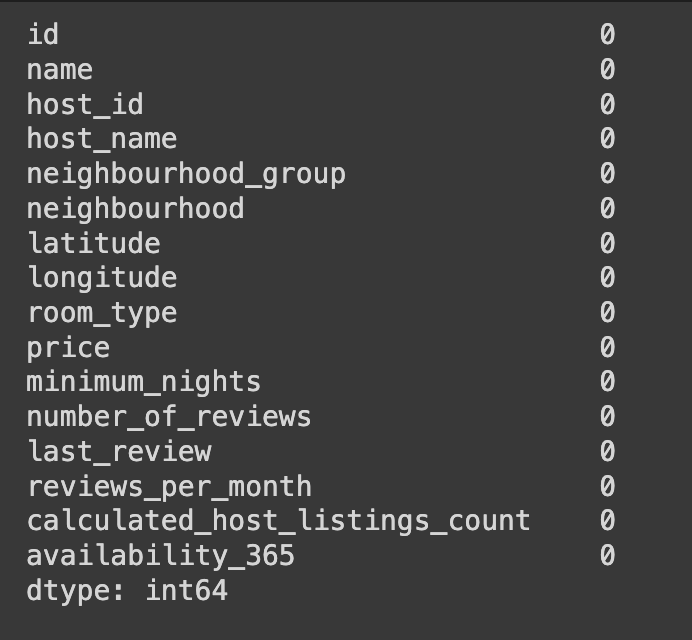 id 0
name 0
host_id 0
host_name 0
neighbourhood_group 0
neighbourhood 0
latitude 0
longitude 0
room_type 0
price 0
minimum_nights 0
number_of_reviews 0
last_review 0
reviews_per_month 0
calculated_host_listings_count 0
availability_365 0
dtype: int64